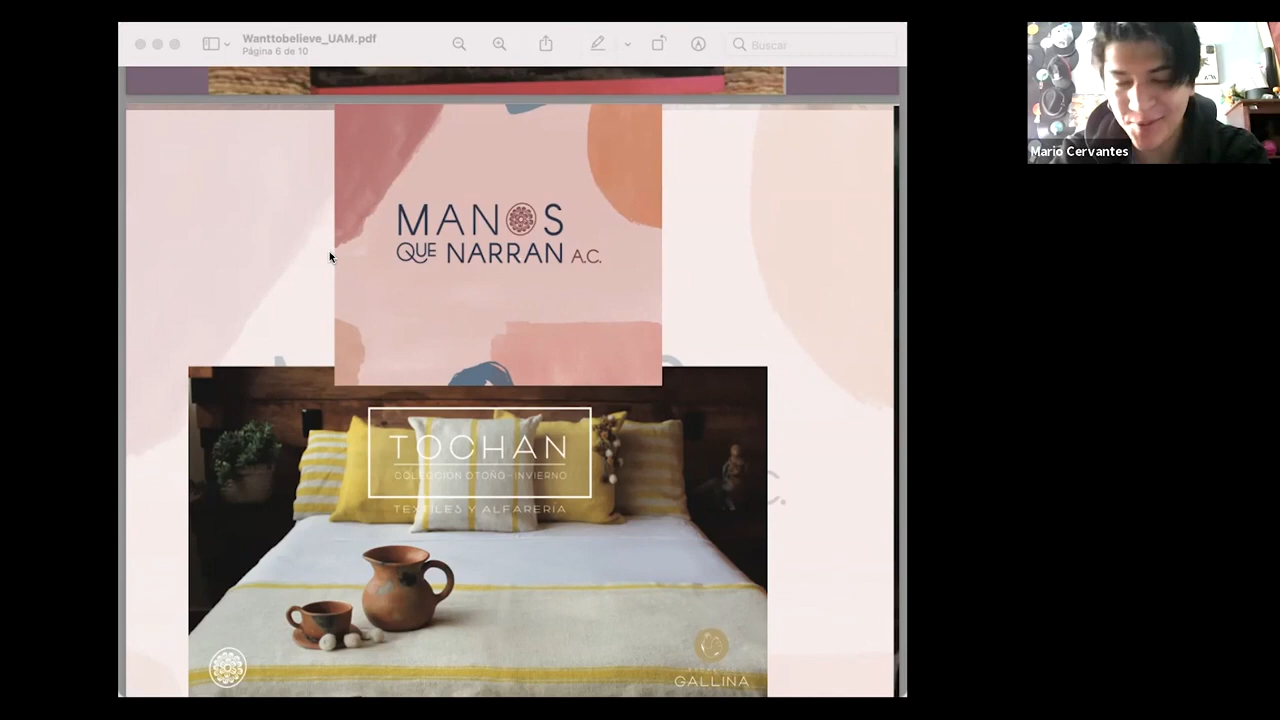 Wanttobelieve_UAM.pdf
Página 6 de 10
Buscar
Mario Cervantes
MANOS
QUE NARRAN A.C.
TOCHAN
COLECCIÓN OTOÑO-INVIERNO
TEXTILES Y ALFARERÍA
GALLINA